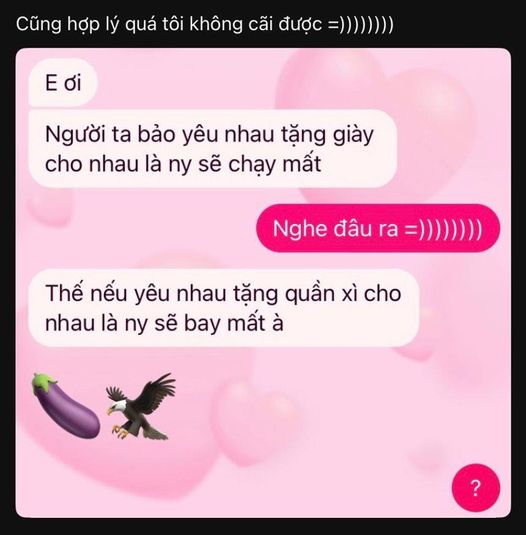 Cũng hợp lý quá tôi không cãi được =))))))))
E ơi
Người ta bảo yêu nhau tặng giày
cho nhau là ny sẽ chạy mất
Nghe đâu ra =))))))))
Thế nếu yêu nhau tặng quần xì cho
nhau là ny sẽ bay mất à
🍆🦅
?